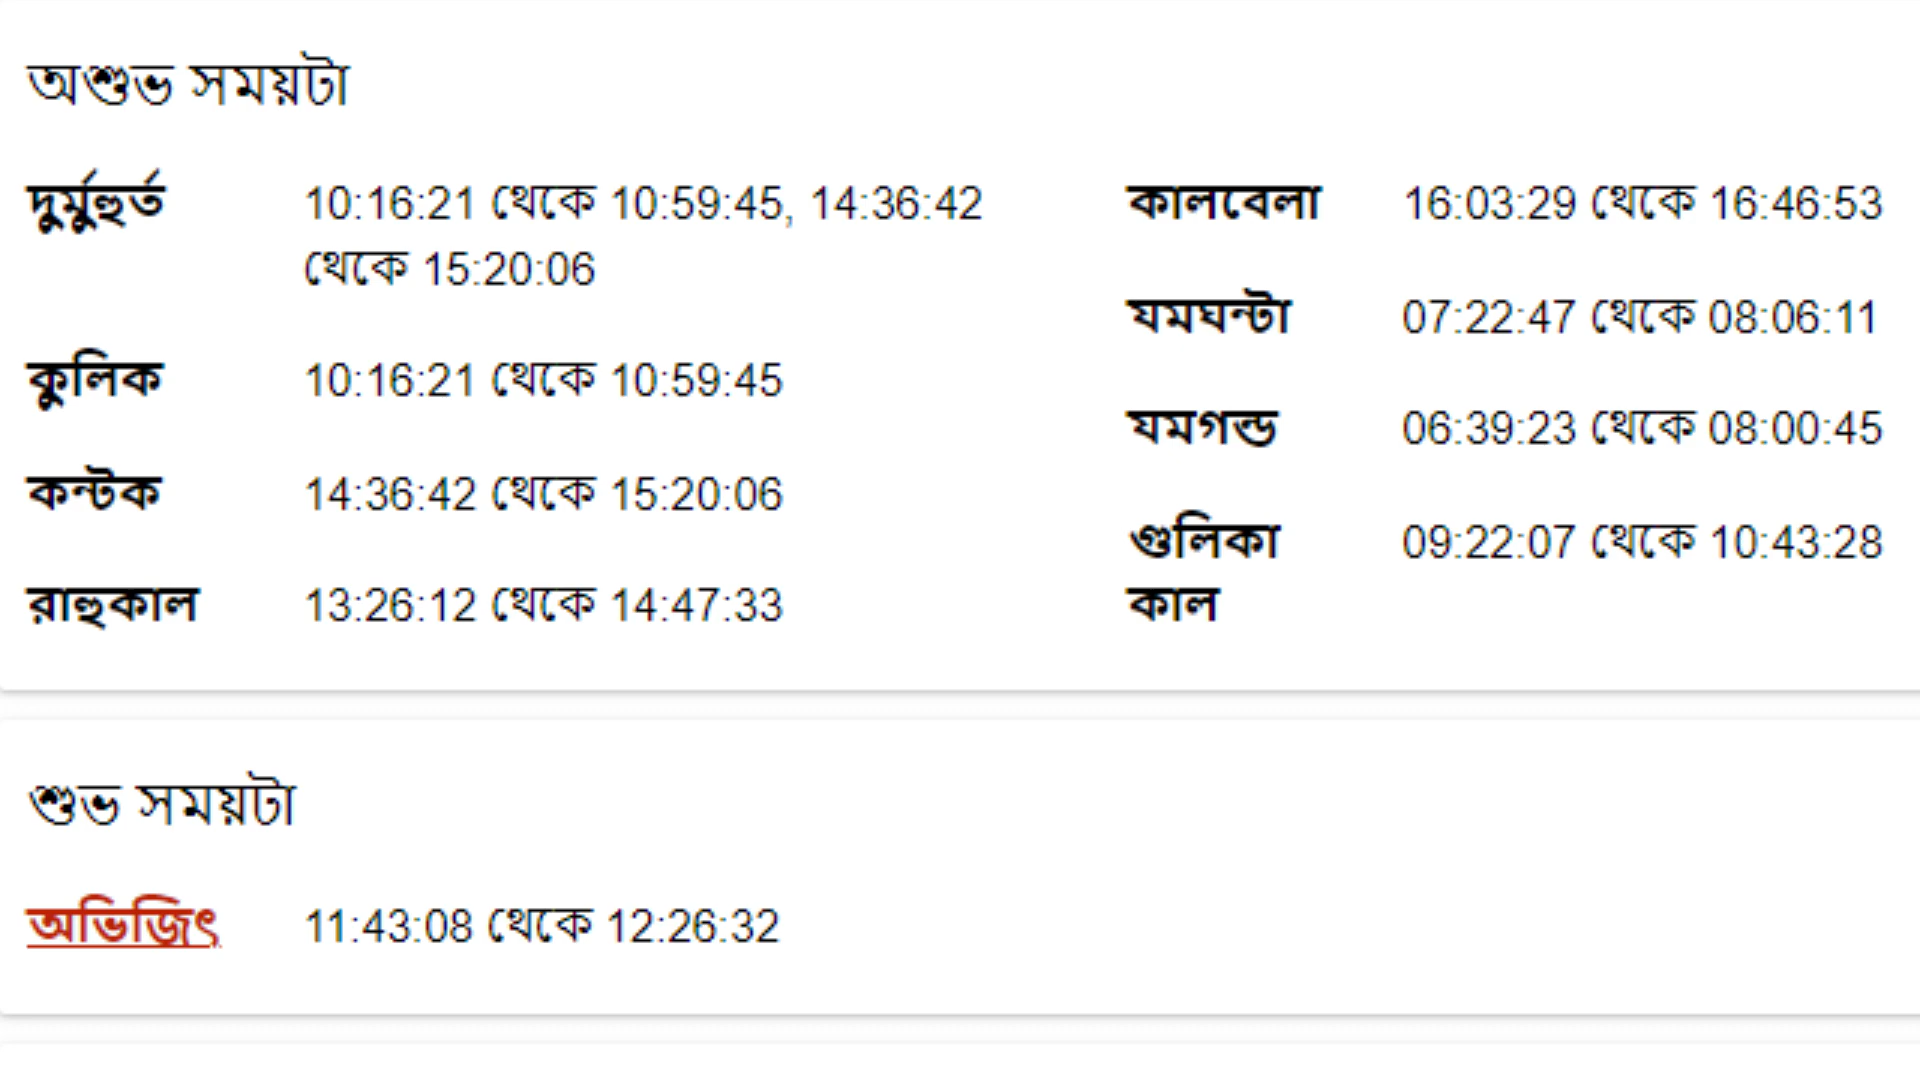 অশুভ সময়টা
দুর্মুহুর্ত 10:16:21 থেকে 10:59:45, 14:36:42
থেকে 15:20:06
কুলিক 10:16:21 থেকে 10:59:45
কন্টক 14:36:42 থেকে 15:20:06
রাহুকাল 13:26:12 থেকে 14:47:33
কালবেলা 16:03:29 থেকে 16:46:53
যমঘন্টা 07:22:47 থেকে 08:06:11
যমগন্ড 06:39:23 থেকে 08:00:45
গুলিকা 09:22:07 থেকে 10:43:28
কাল
শুভ সময়টা
অভিজিৎ 11:43:08 থেকে 12:26:32